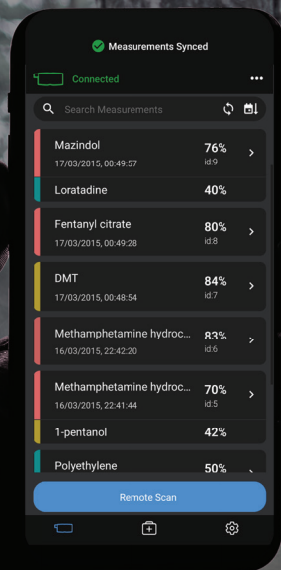 Measurements Synced
Connected
Search Measurements
Mazindol 76%
17/03/2015, 00:49:57 id:9
Loratadine 40%
Fentanyl citrate 80%
17/03/2015, 00:49:28 id:8
DMT 84%
17/03/2015, 00:48:54 id:7
Methamphetamine hydroc... 83%
16/03/2015, 22:42:20 id:6
Methamphetamine hydroc... 70%
16/03/2015, 22:41:44 id:5
1-pentanol 42%
Polyethylene 50%
Remote Scan